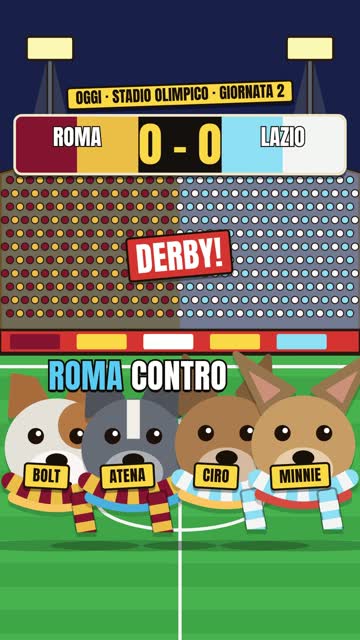 OGGI · STADIO OLIMPICO · GIORNATA 2
ROMA 0 - 0 LAZIO
DERBY!
ROMA CONTRO
BOLT ATENA CIRO MINNIE